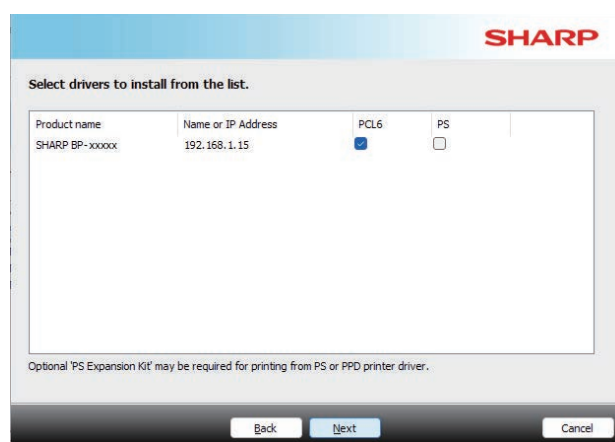 SHARP
Select drivers to install from the list.
Product name Name or IP Address PCL6 PS
SHARP BP-xxxxx 192.168.1.15
Optional 'PS Expansion Kit' may be required for printing from PS or PPD printer driver.
Back Next Cancel